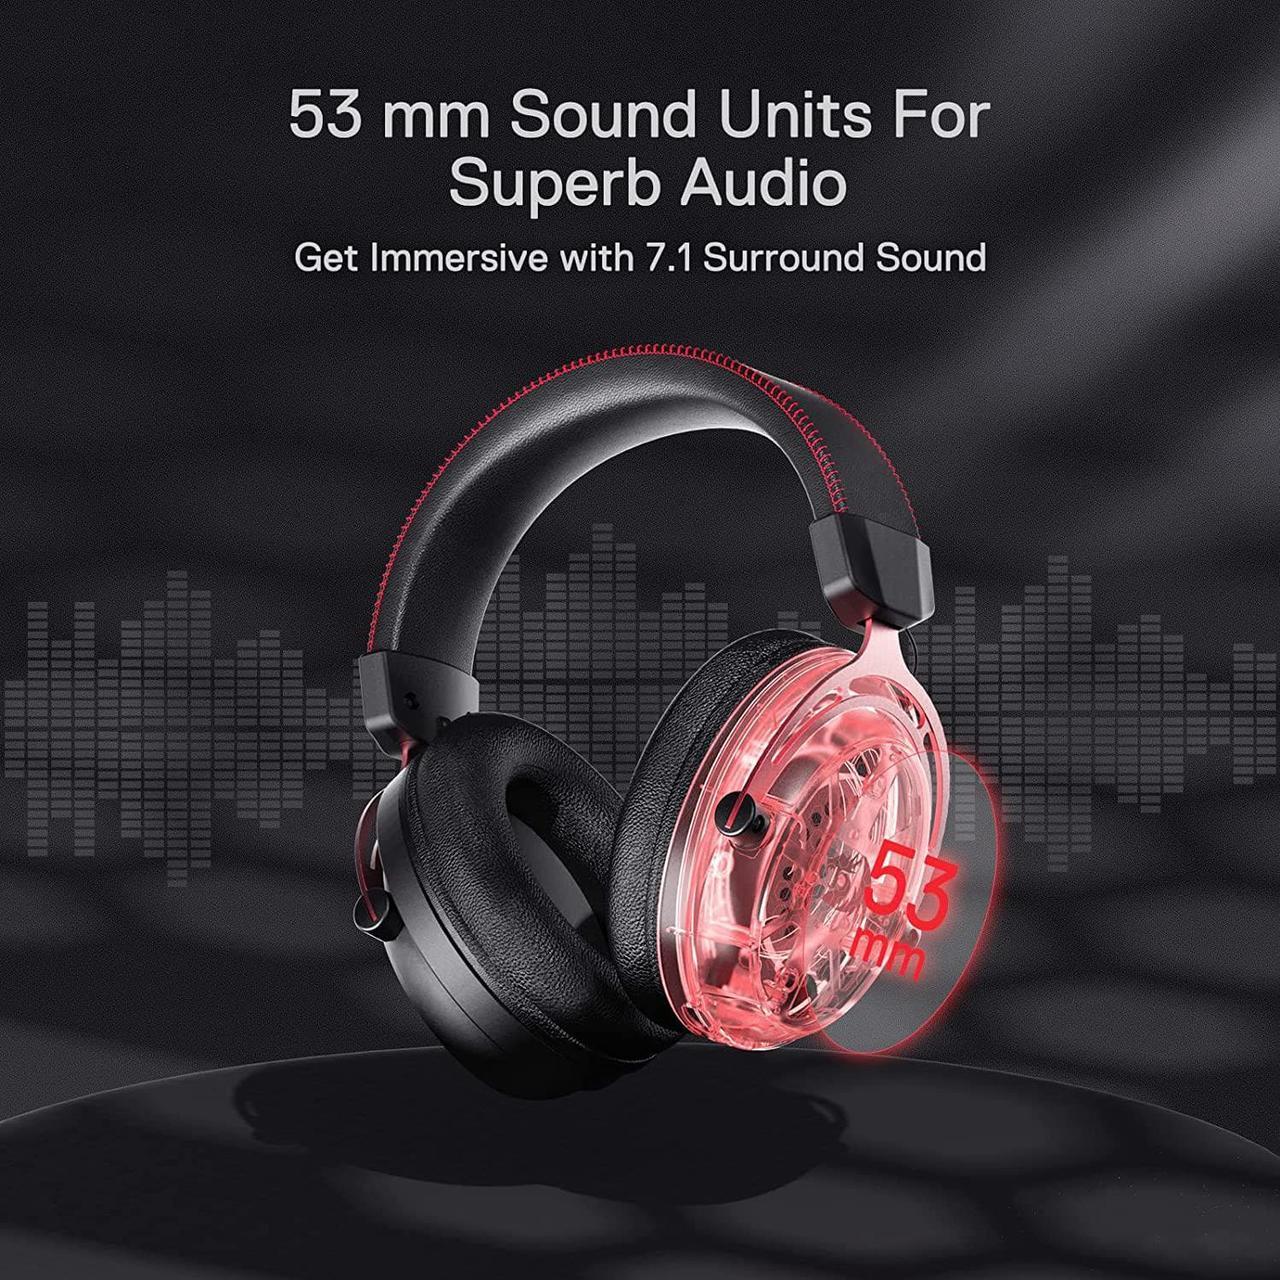 53 mm Sound Units For
Superb Audio
Get Immersive with 7.1 Surround Sound
53
mm